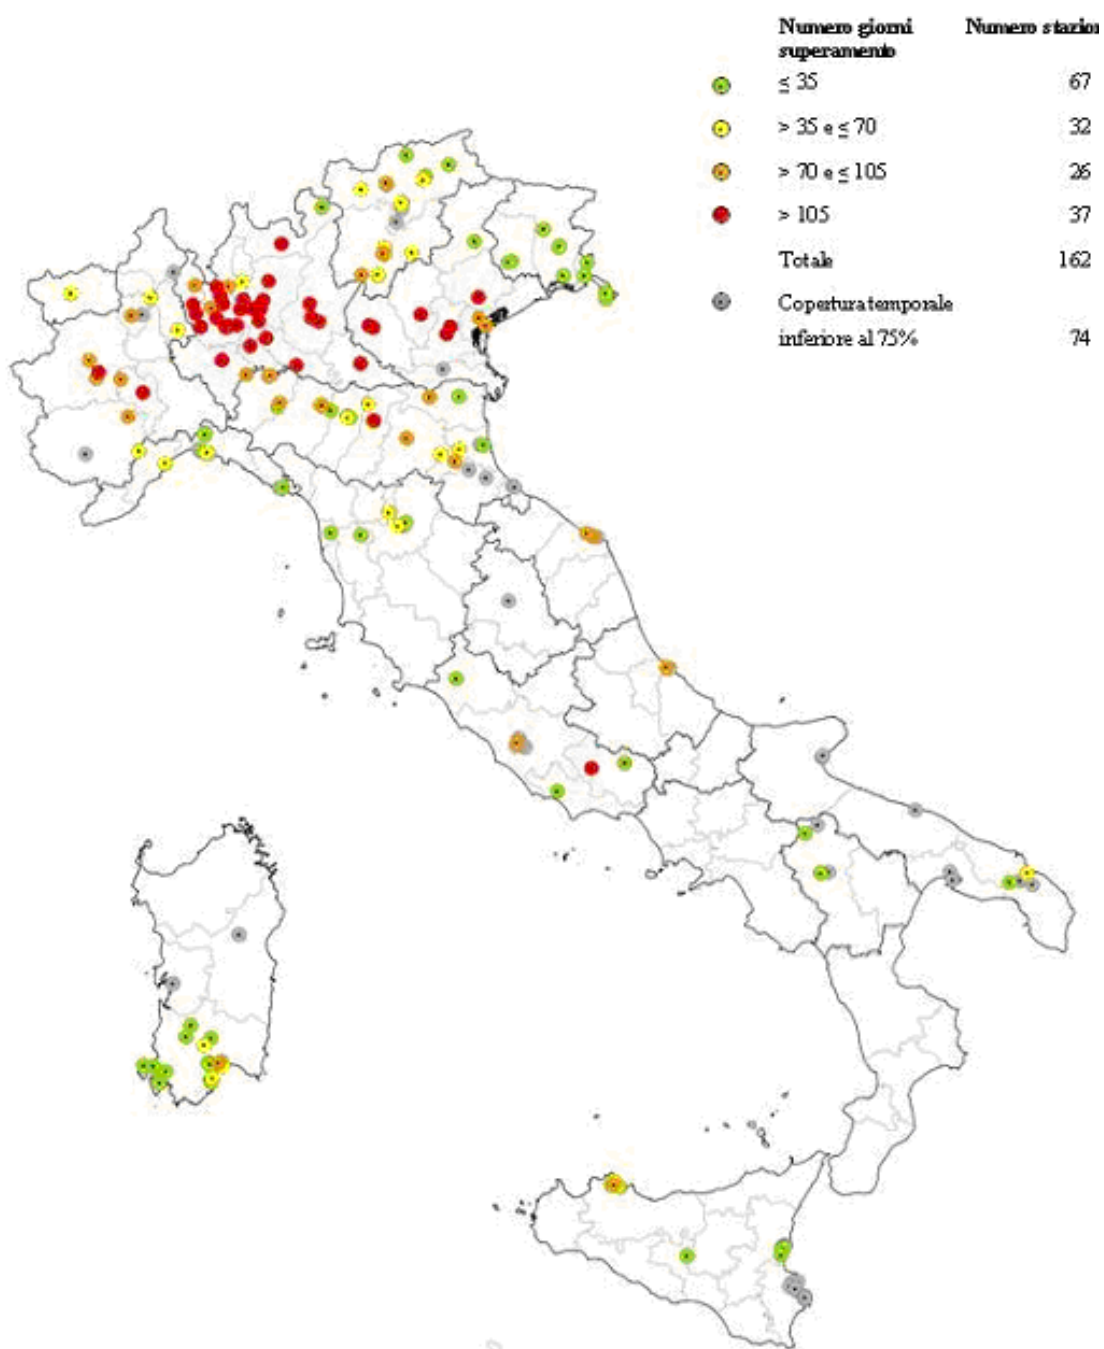 Numero giorni superamento Numero stazion
≤ 35 67
> 35 e ≤ 70 32
> 70 e ≤ 105 26
> 105 37
Totale 162
Copertura temporale
inferiore al 75% 74